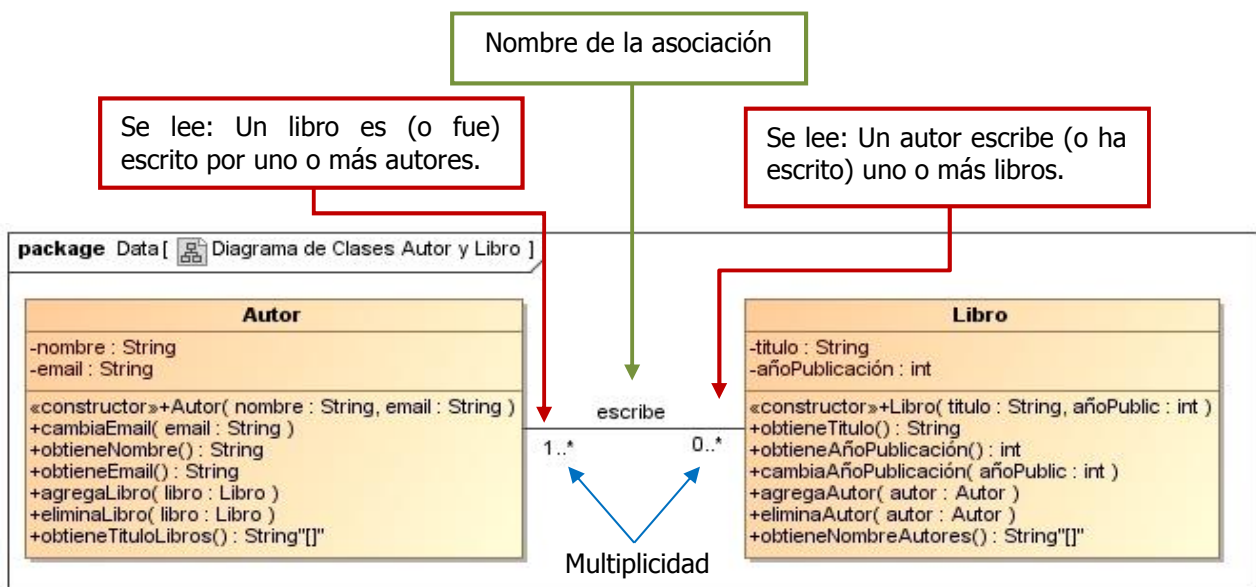 Nombre de la asociación
Se lee: Un libro es (o fue)
escrito por uno o más autores.
Se lee: Un autor escribe (o ha
escrito) uno o más libros.
package Data [ Diagrama de Clases Autor y Libro ]
Autor
-nombre : String
-email : String
«constructor»+Autor( nombre : String, email : String )
+cambiaEmail( email : String )
+obtieneNombre() : String
+obtieneEmail() : String
+agregaLibro( libro : Libro )
+eliminaLibro( libro : Libro )
+obtieneTituloLibros() : String"[]"
escribe
1..*
0..*
Multiplicidad
Libro
-titulo : String
-añoPublicación : int
«constructor»+Libro( titulo : String, añoPublic : int )
+obtieneTitulo() : String
+obtieneAñoPublicación() : int
+cambiaAñoPublicación( añoPublic : int )
+agregaAutor( autor : Autor )
+eliminaAutor( autor : Autor )
+obtieneNombreAutores() : String"[]"